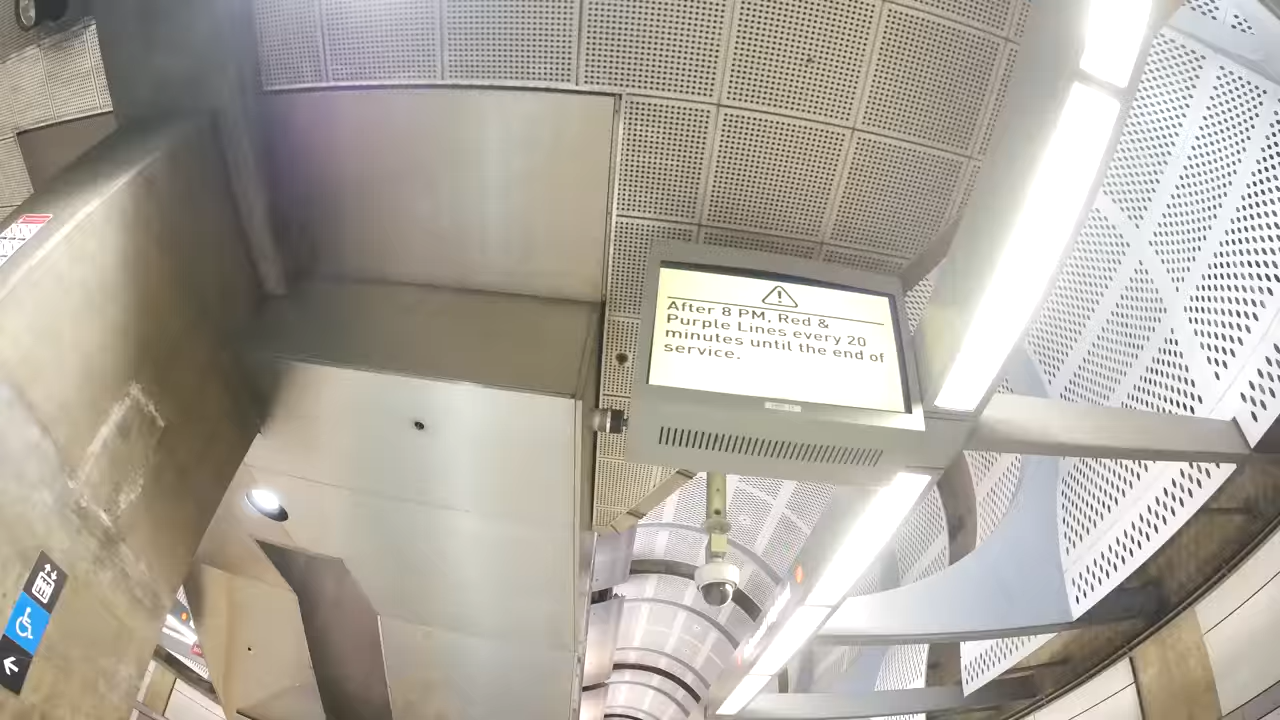 After 8 PM, Red &
Purple Lines every 20
minutes until the end of
service.